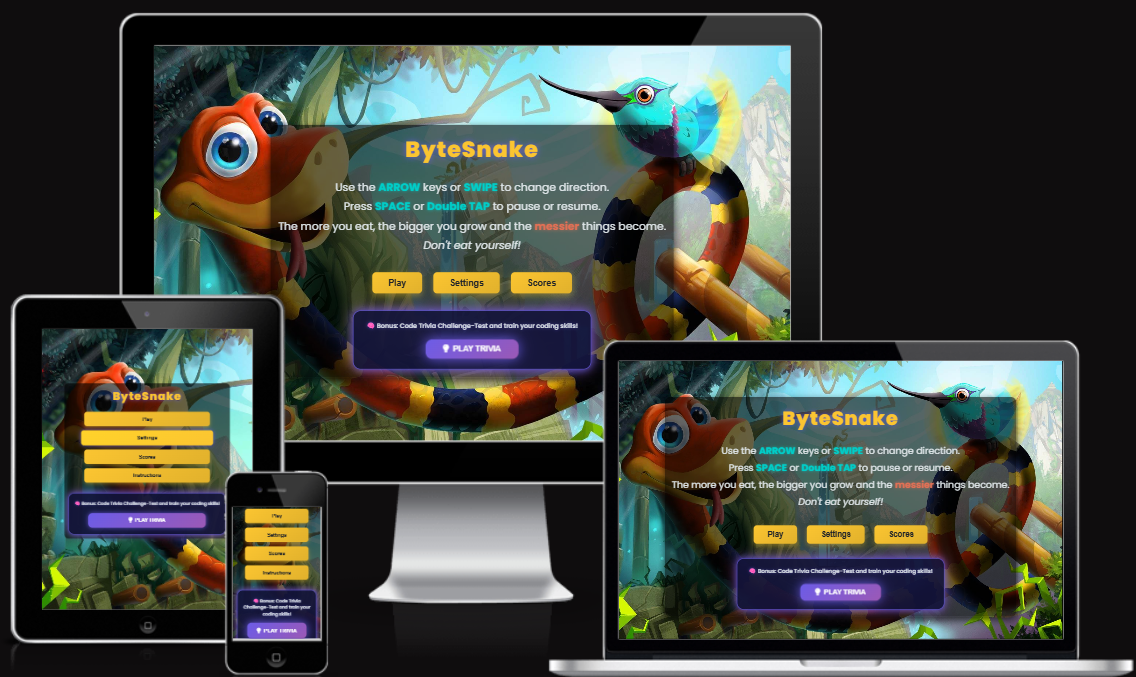 ByteSnake
Use the ARROW keys or SWIPE to change direction.
Press SPACE or Double TAP to pause or resume.
The more you eat, the bigger you grow and the messier things become.
Don't eat yourself!
Play Settings Scores
Bonus: Code Trivia Challenge-Test and train your coding skills!
PLAY TRIVIA
ByteSnake
Play
Settings
Scores
Instructions
Bonus: Code Trivia Challenge-Test and train your coding skills!
PLAY TRIVIA
Play
Settings
Scores
Instructions
Bonus: Code Trivia
Challenge-Test and train your
coding skills!
PLAY TRIVIA
ByteSnake
Use the ARROW keys or SWIPE to change direction.
Press SPACE or Double TAP to pause or resume.
The more you eat, the bigger you grow and the messier things become.
Don't eat yourself!
Play Settings Scores
Bonus: Code Trivia Challenge-Test and train your coding skills!
PLAY TRIVIA